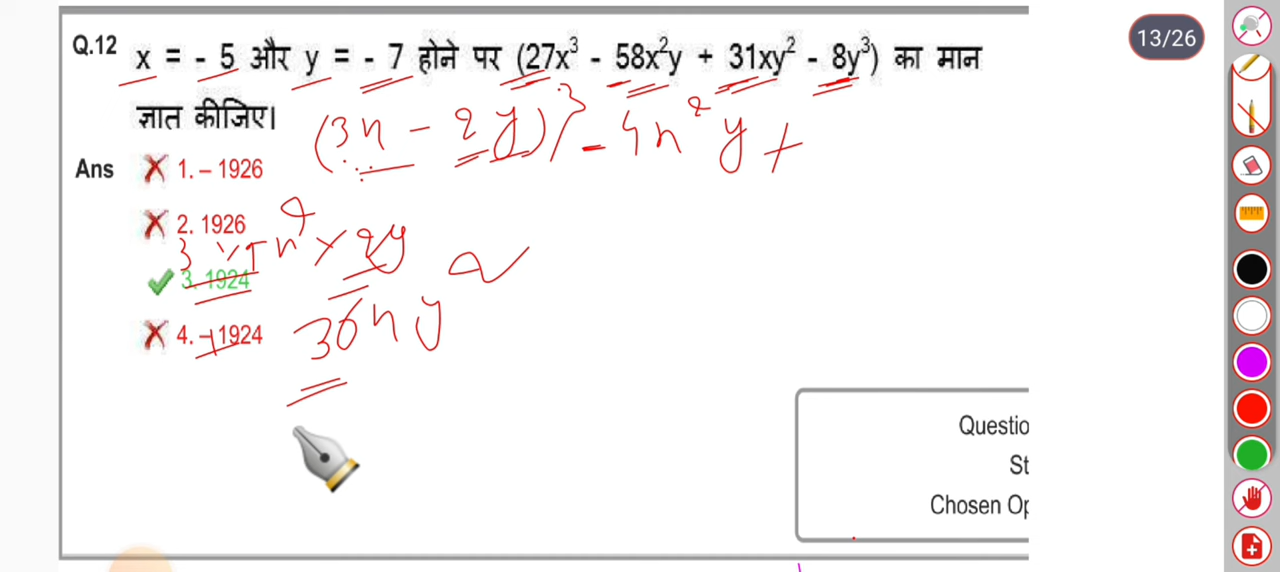 13/26
Q.12 x = - 5 और y = - 7 होने पर (27x³ - 58x²y + 31xy² - 8y³) का मान
ज्ञात कीजिए।
(3x - 2y)³ - 4x²y +
Ans 1. – 1926
2. 1926
3. 1924
4. – 1924
36xy
Questio
St
Chosen Op